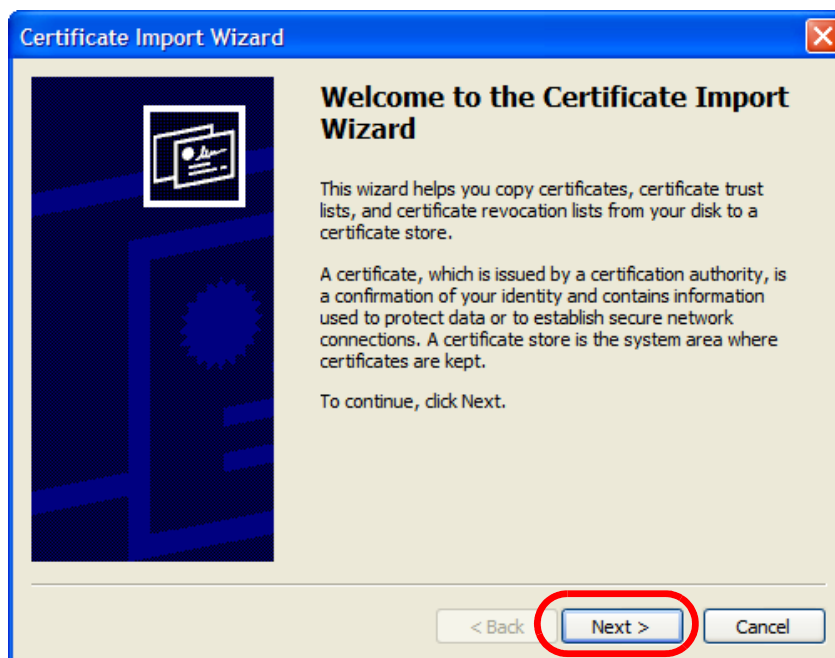 Certificate Import Wizard
Welcome to the Certificate Import
Wizard
This wizard helps you copy certificates, certificate trust
lists, and certificate revocation lists from your disk to a
certificate store.
A certificate, which is issued by a certification authority, is
a confirmation of your identity and contains information
used to protect data or to establish secure network
connections. A certificate store is the system area where
certificates are kept.
To continue, click Next.
< Back
Next >
Cancel